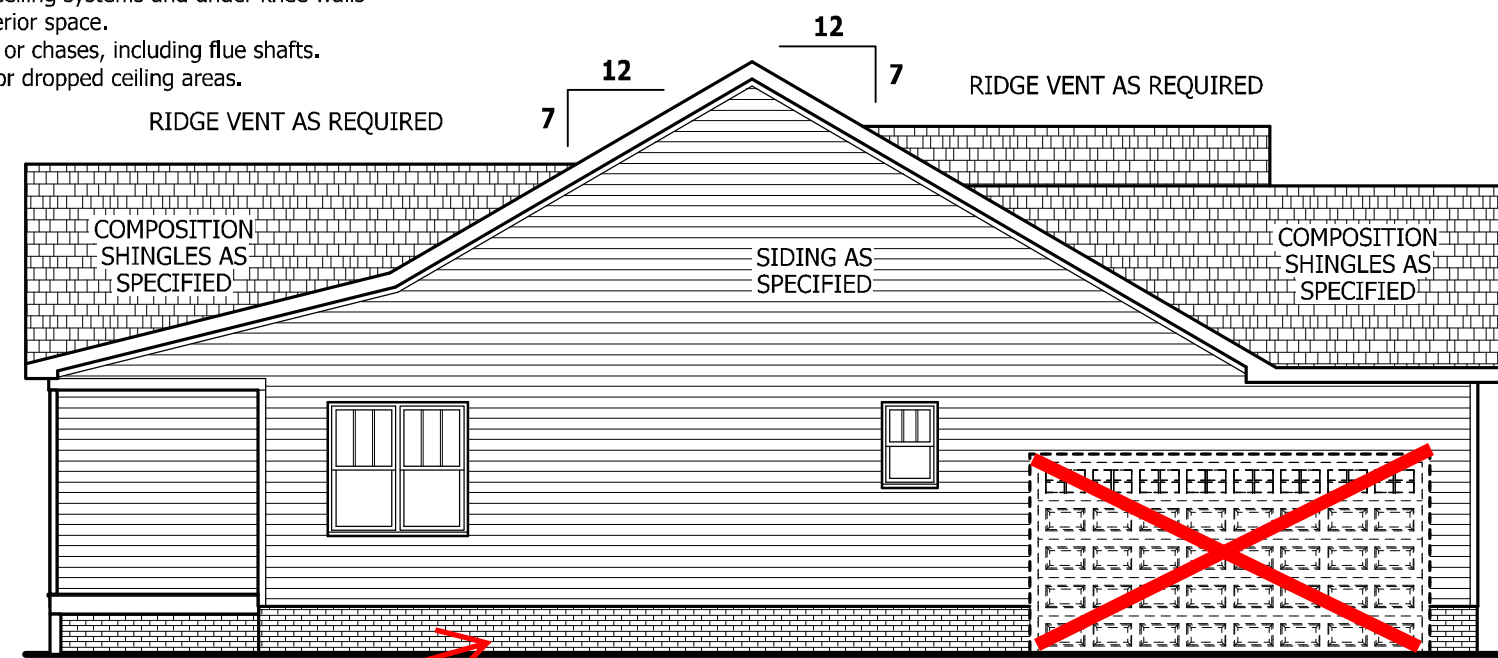 ceiling systems and under knee walls
erior space.
or chases, including flue shafts.
or dropped ceiling areas.
12
7
RIDGE VENT AS REQUIRED
12
7
RIDGE VENT AS REQUIRED
COMPOSITION
SHINGLES AS
SPECIFIED
SIDING AS
SPECIFIED
COMPOSITION
SHINGLES AS
SPECIFIED